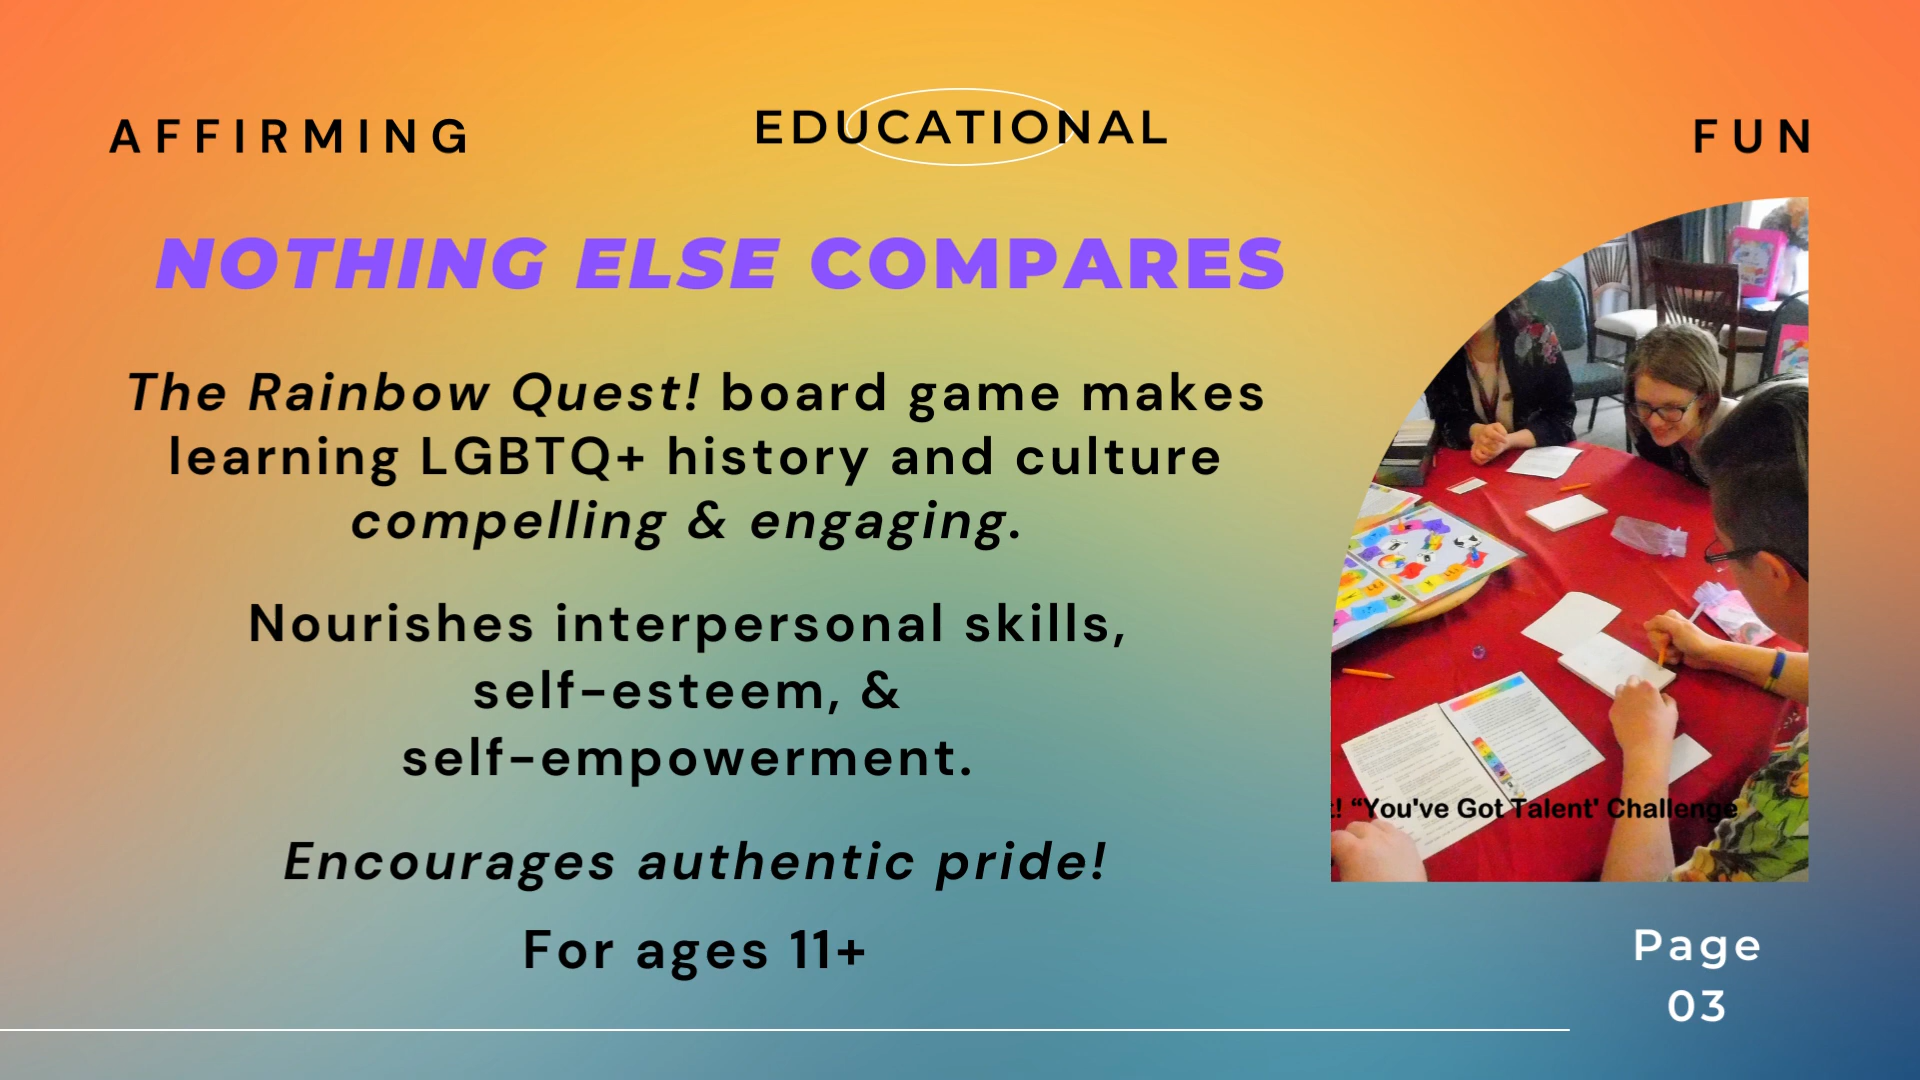 AFFIRMING
EDUCATIONAL
FUN
NOTHING ELSE COMPARES
The Rainbow Quest! board game makes
learning LGBTQ+ history and culture
compelling & engaging.
Nourishes interpersonal skills,
self-esteem, &
self-empowerment.
Encourages authentic pride!
For ages 11+
! “You've Got Talent' Challenge
Page
03